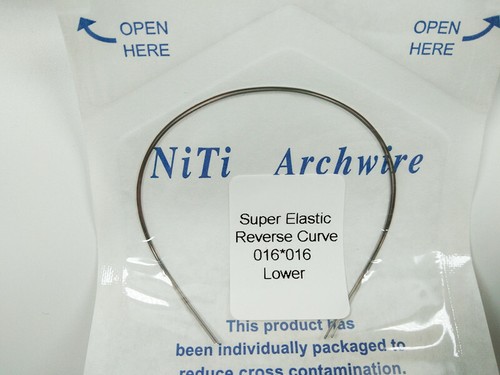 OPEN
HERE
OPEN
HERE
NiTi Archwire
Super Elastic
Reverse Curve
016*016
Lower
This product has
been individually packaged to
reduce cross contamination.